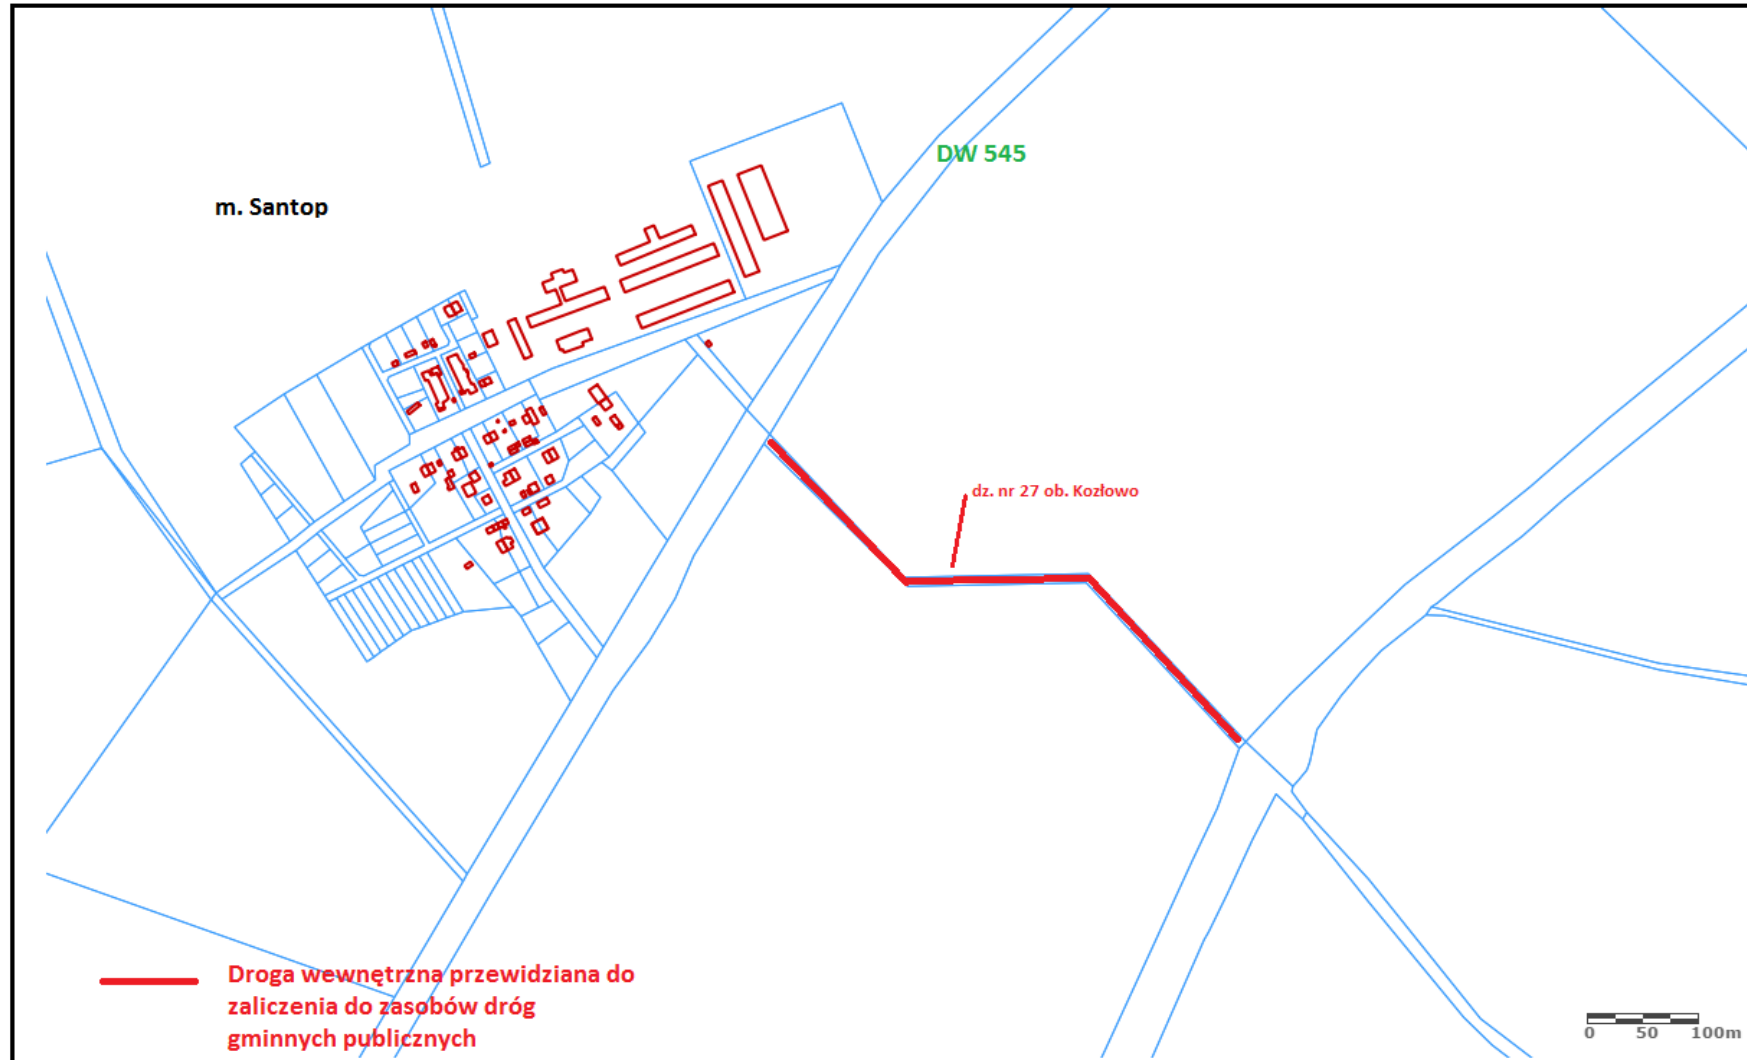 DW 545
m. Santop
dz. nr 27 ob. Kozłowo
Droga wewnętrzna przewidziana do
zaliczenia do zasobów dróg
gminnych publicznych
0 50 100m